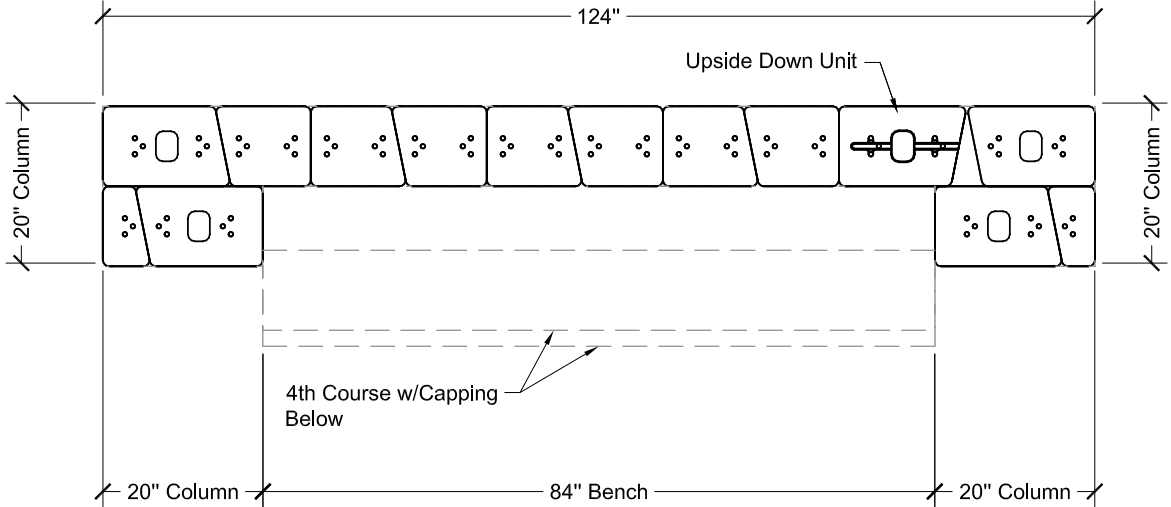 124"
Upside Down Unit
20" Column
20" Column
4th Course w/Capping
Below
20" Column
84" Bench
20" Column